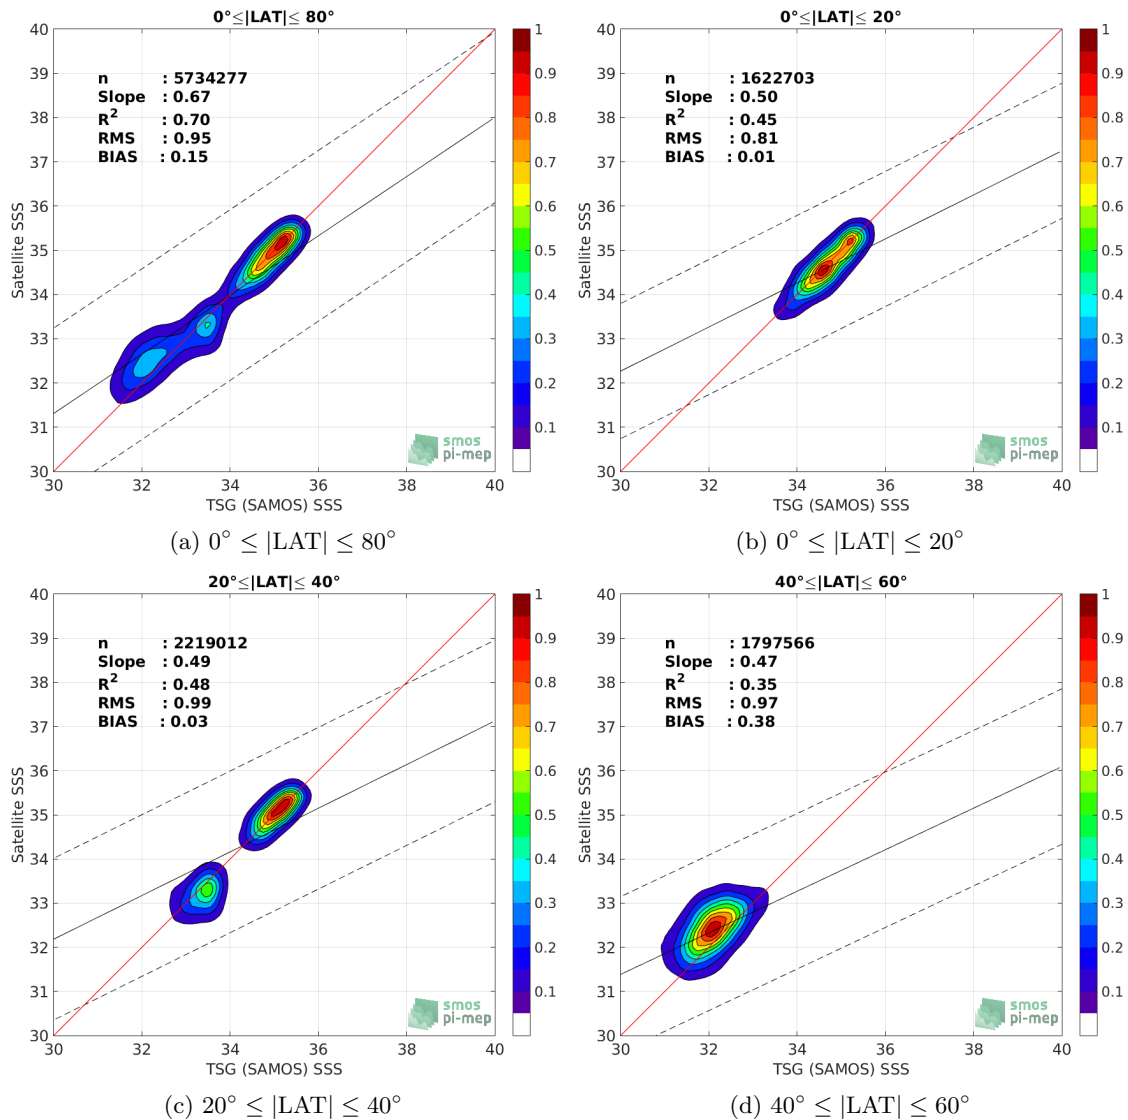 0°≤|LAT|≤ 80°
n : 5734277
Slope : 0.67
R² : 0.70
RMS : 0.95
BIAS : 0.15
40
39
38
37
36
35
34
33
32
31
30
Satellite SSS
30 32 34 36 38 40
TSG (SAMOS) SSS
1
0.9
0.8
0.7
0.6
0.5
0.4
0.3
0.2
0.1
smos
pi-mep
(a) 0° ≤ |LAT| ≤ 80°
0°≤|LAT|≤ 20°
n : 1622703
Slope : 0.50
R² : 0.45
RMS : 0.81
BIAS : 0.01
40
39
38
37
36
35
34
33
32
31
30
Satellite SSS
30 32 34 36 38 40
TSG (SAMOS) SSS
1
0.9
0.8
0.7
0.6
0.5
0.4
0.3
0.2
0.1
smos
pi-mep
(b) 0° ≤ |LAT| ≤ 20°
20°≤|LAT|≤ 40°
n : 2219012
Slope : 0.49
R² : 0.48
RMS : 0.99
BIAS : 0.03
40
39
38
37
36
35
34
33
32
31
30
Satellite SSS
30 32 34 36 38 40
TSG (SAMOS) SSS
1
0.9
0.8
0.7
0.6
0.5
0.4
0.3
0.2
0.1
smos
pi-mep
(c) 20° ≤ |LAT| ≤ 40°
40°≤|LAT|≤ 60°
n : 1797566
Slope : 0.47
R² : 0.35
RMS : 0.97
BIAS : 0.38
40
39
38
37
36
35
34
33
32
31
30
Satellite SSS
30 32 34 36 38 40
TSG (SAMOS) SSS
1
0.9
0.8
0.7
0.6
0.5
0.4
0.3
0.2
0.1
smos
pi-mep
(d) 40° ≤ |LAT| ≤ 60°